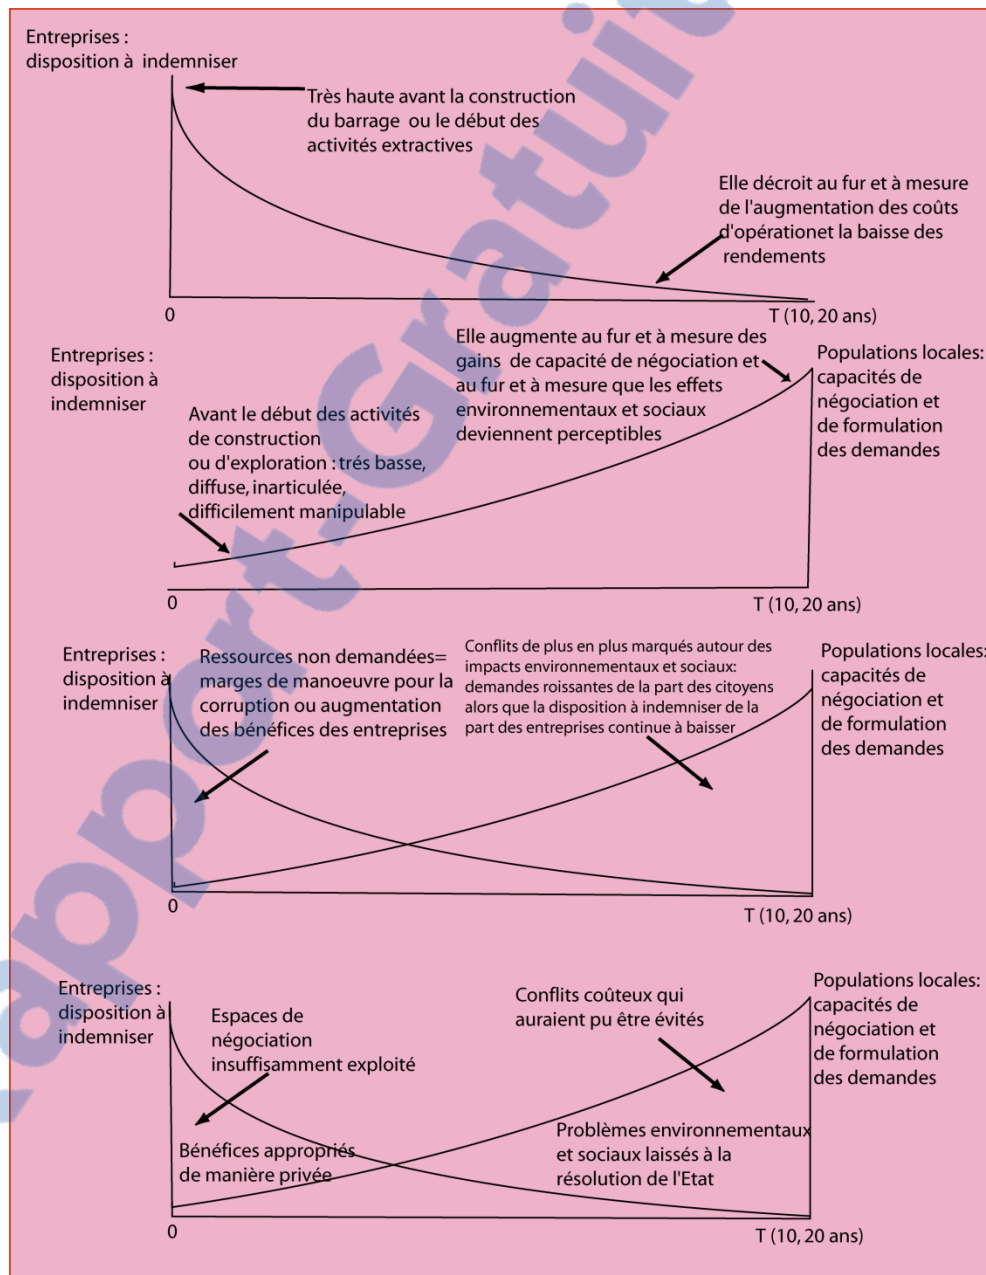 Entreprises :
disposition à indemniser
Très haute avant la construction
du barrage ou le début des
activités extractives
Elle décroit au fur et à mesure
de l'augmentation des coûts
d'opérationet la baisse des
rendements
0
T (10, 20 ans)
Entreprises :
disposition à
indemniser
Avant le début des activités
de construction
ou d'exploration : trés basse,
diffuse, inarticulée,
difficilement manipulable
Elle augmente au fur et à mesure des
gains de capacité de négociation et
au fur et à mesure que les effets
environnementaux et sociaux
deviennent perceptibles
Populations locales:
capacités de
négociation et
de formulation
des demandes
0
T (10, 20 ans)
Entreprises :
disposition à
indemniser
Ressources non demandées=
marges de manoeuvre pour la
corruption ou augmentation
des bénéfices des entreprises
Conflits de plus en plus marqués autour des
impacts environnementaux et sociaux:
demandes roissantes de la part des citoyens
alors que la disposition à indemniser de la
part des entreprises continue à baisser
Populations locales:
capacités de
négociation et
de formulation
des demandes
0
T (10, 20 ans)
Entreprises :
disposition à
indemniser
Espaces de
négociation
insuffisamment exploité
Bénéfices appropriés
de manière privée
Conflits coûteux qui
auraient pu être évités
Problèmes environnementaux
et sociaux laissés à la
résolution de l'Etat
Populations locales:
capacités de
négociation et
de formulation
des demandes
0
T (10, 20 ans)
apport-Gratuit